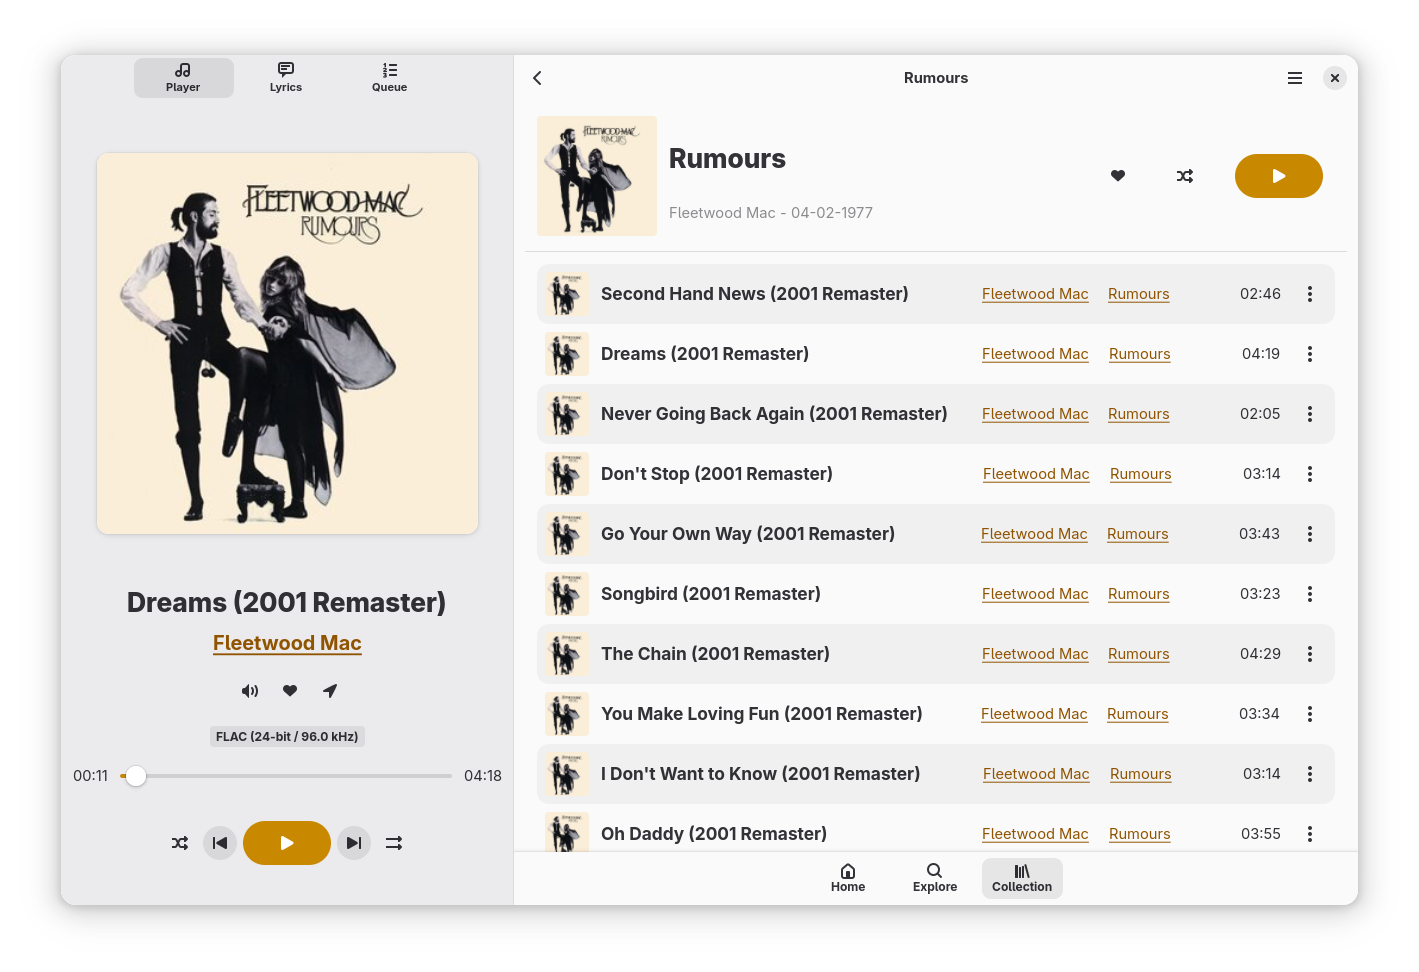 Player
Lyrics
Queue
FLEETWOOD MAC
RUMOURS
Dreams (2001 Remaster)
Fleetwood Mac
FLAC (24-bit / 96.0 kHz)
00:11
04:18
Rumours
FLEETWOOD MAC
RUMOURS
Rumours
Fleetwood Mac - 04-02-1977
Second Hand News (2001 Remaster) Fleetwood Mac Rumours 02:46
Dreams (2001 Remaster) Fleetwood Mac Rumours 04:19
Never Going Back Again (2001 Remaster) Fleetwood Mac Rumours 02:05
Don't Stop (2001 Remaster) Fleetwood Mac Rumours 03:14
Go Your Own Way (2001 Remaster) Fleetwood Mac Rumours 03:43
Songbird (2001 Remaster) Fleetwood Mac Rumours 03:23
The Chain (2001 Remaster) Fleetwood Mac Rumours 04:29
You Make Loving Fun (2001 Remaster) Fleetwood Mac Rumours 03:34
I Don't Want to Know (2001 Remaster) Fleetwood Mac Rumours 03:14
Oh Daddy (2001 Remaster) Fleetwood Mac Rumours 03:55
Home
Explore
Collection